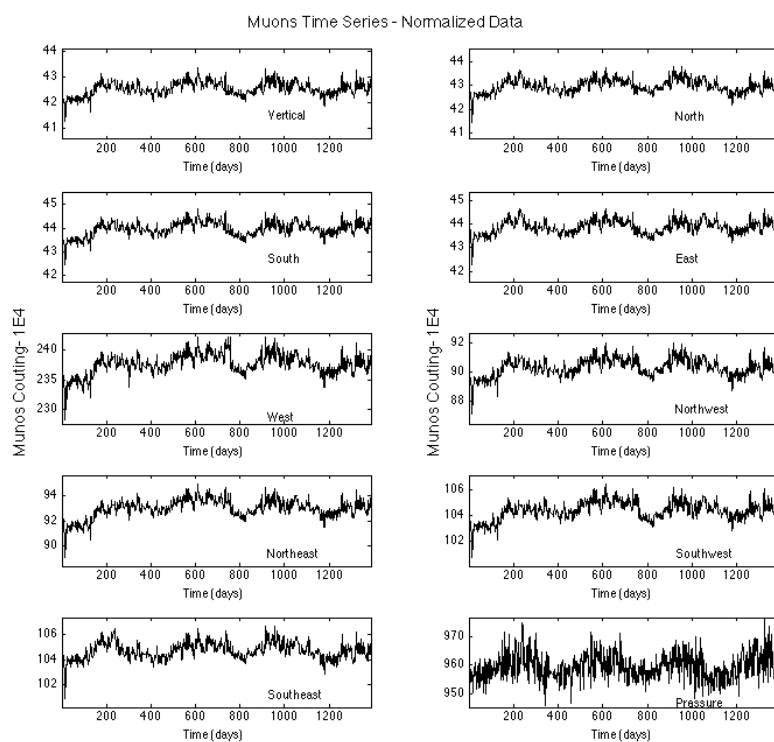 Muons Time Series - Normalized Data
44
43
42
41
Vertical
200 400 600 800 1000 1200
Time (days)
44
43
42
41
North
200 400 600 800 1000 1200
Time (days)
45
44
43
42
South
200 400 600 800 1000 1200
Time (days)
45
44
43
42
East
200 400 600 800 1000 1200
Time (days)
Munos Couting- 1E4
240
235
230
West
200 400 600 800 1000 1200
Time (days)
Munos Couting- 1E4
92
90
88
Northwest
200 400 600 800 1000 1200
Time (days)
94
92
90
Northeast
200 400 600 800 1000 1200
Time (days)
106
104
102
Southwest
200 400 600 800 1000 1200
Time (days)
106
104
102
Southeast
200 400 600 800 1000 1200
Time (days)
970
960
950
Pressure
200 400 600 800 1000 1200
Time (days)